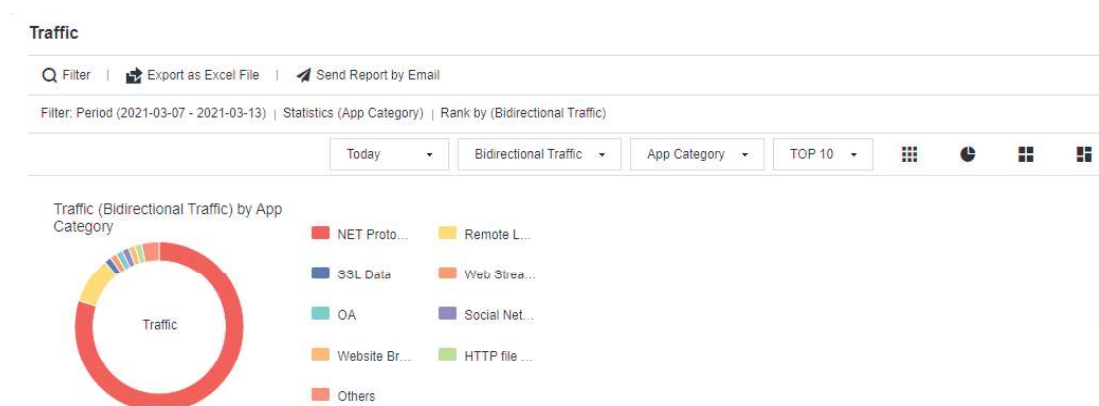 Traffic
Filter | Export as Excel File | Send Report by Email
Filter: Period (2021-03-07 - 2021-03-13) | Statistics (App Category) | Rank by (Bidirectional Traffic)
Today Bidirectional Traffic App Category TOP 10
Traffic (Bidirectional Traffic) by App
Category
NET Proto... Remote L...
SSL Data Web Strea...
Traffic
OA Social Net...
Website Br... HTTP file ...
Others